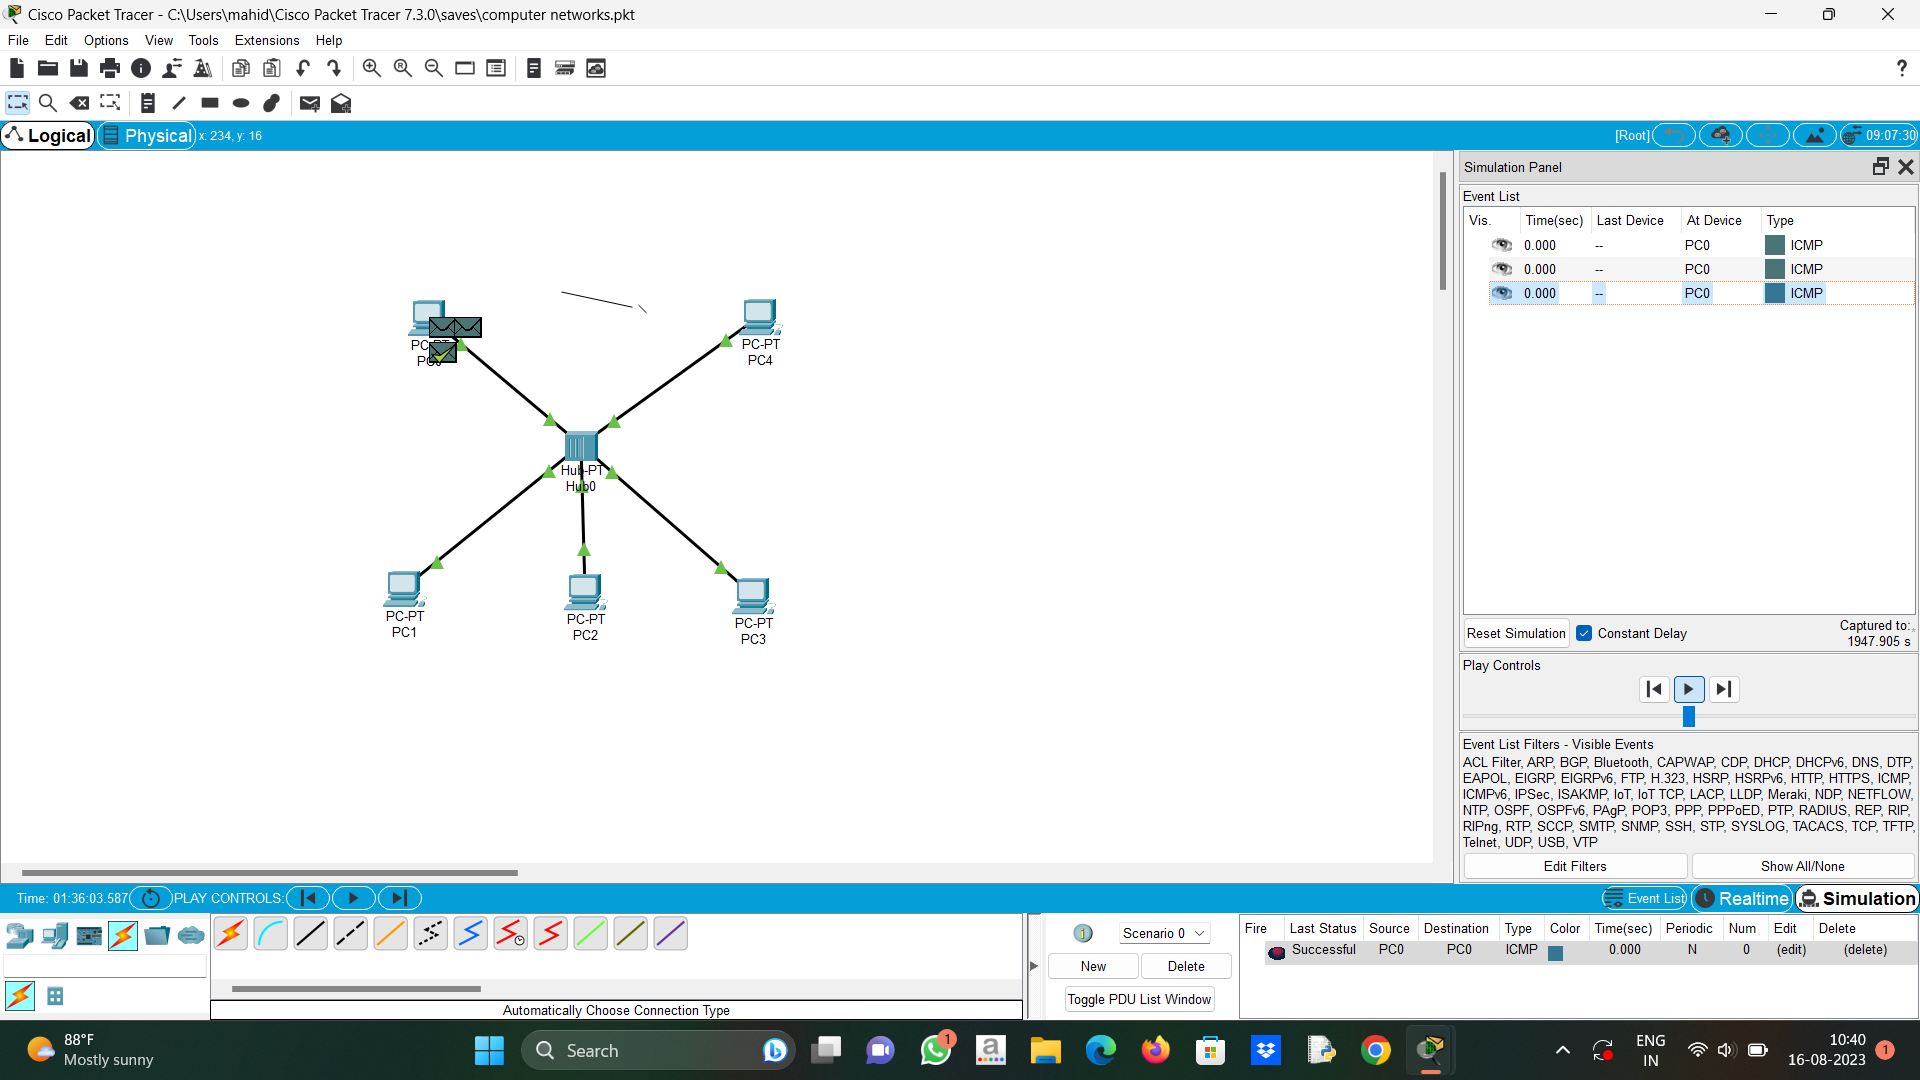 Cisco Packet Tracer - C:\Users\mahid\Cisco Packet Tracer 7.3.0\saves\computer networks.pkt
File Edit Options View Tools Extensions Help
?
Logical Physical x: 234, y: 16 [Root] 09:07:30
Simulation Panel
Event List
Vis. Time(sec) Last Device At Device Type
0.000 -- PC0 ICMP
0.000 -- PC0 ICMP
0.000 -- PC0 ICMP
PC-PT
PC0
PC-PT
PC4
Hub-PT
Hub0
PC-PT
PC1
PC-PT
PC2
PC-PT
PC3
Reset Simulation Constant Delay Captured to:
1947.905 s
Play Controls
Event List Filters - Visible Events
ACL Filter, ARP, BGP, Bluetooth, CAPWAP, CDP, DHCP, DHCPv6, DNS, DTP,
EAPOL, EIGRP, EIGRPv6, FTP, H.323, HSRP, HSRPv6, HTTP, HTTPS, ICMP,
ICMPv6, IPSec, ISAKMP, IoT, IoT TCP, LACP, LLDP, Meraki, NDP, NETFLOW,
NTP, OSPF, OSPFv6, PAgP, POP3, PPP, PPPoED, PTP, RADIUS, REP, RIP,
RIPng, RTP, SCCP, SMTP, SNMP, SSH, STP, SYSLOG, TACACS, TCP, TFTP,
Telnet, UDP, USB, VTP
Edit Filters Show All/None
Time: 01:36:03.587 PLAY CONTROLS: Event List Realtime Simulation
Scenario 0
New Delete
Toggle PDU List Window
Fire Last Status Source Destination Type Color Time(sec) Periodic Num Edit Delete
Successful PC0 PC0 ICMP 0.000 N 0 (edit) (delete)
Automatically Choose Connection Type
88°F
Mostly sunny
Search
1
ENG
IN
10:40
16-08-2023
1